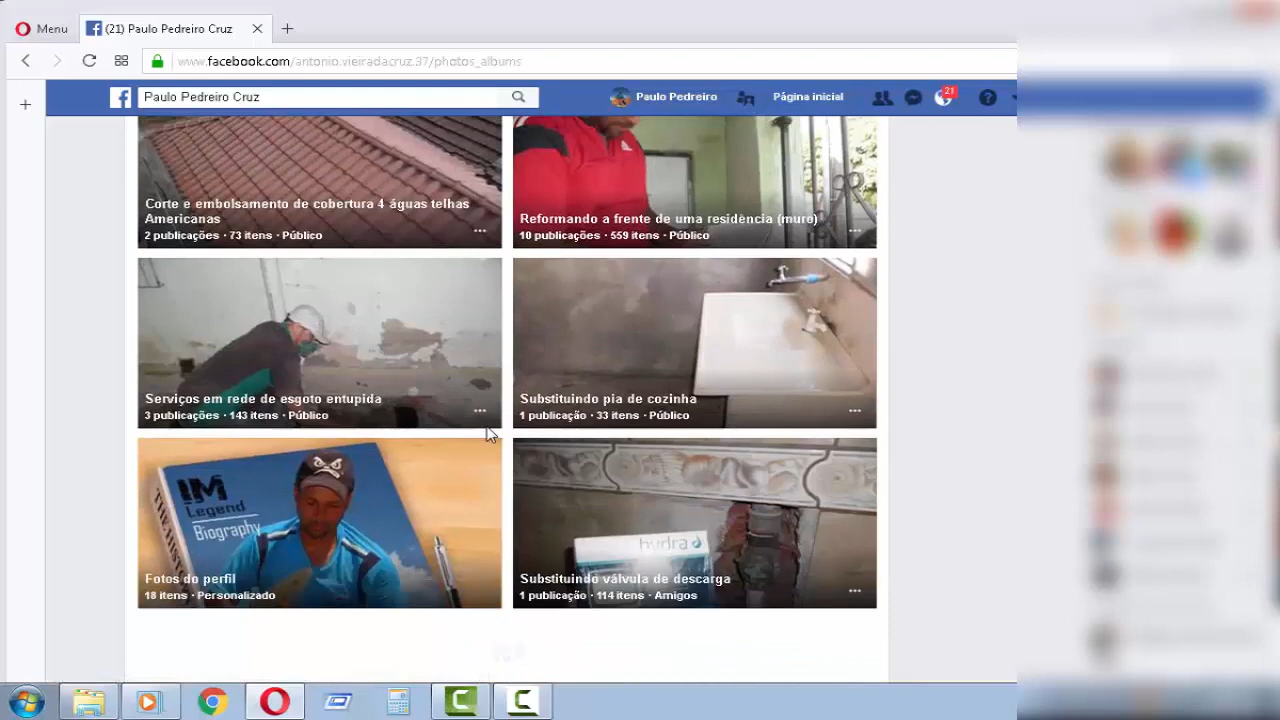 Menu
(21) Paulo Pedreiro Cruz
www.facebook.com/antonio.vieiradacruz.37/photos_albums
Paulo Pedreiro Cruz
Paulo Pedreiro
Página inicial
21
Corte e embolsamento de cobertura 4 águas telhas
Americanas
2 publicações · 73 itens · Público
Reformando a frente de uma residência (muro)
10 publicações · 559 itens · Público
Serviços em rede de esgoto entupida
3 publicações · 143 itens · Público
Substituindo pia de cozinha
1 publicação · 33 itens · Público
IM
Legend
Biography
Fotos do perfil
18 itens · Personalizado
hydra
Substituindo válvula de descarga
1 publicação · 114 itens · Amigos